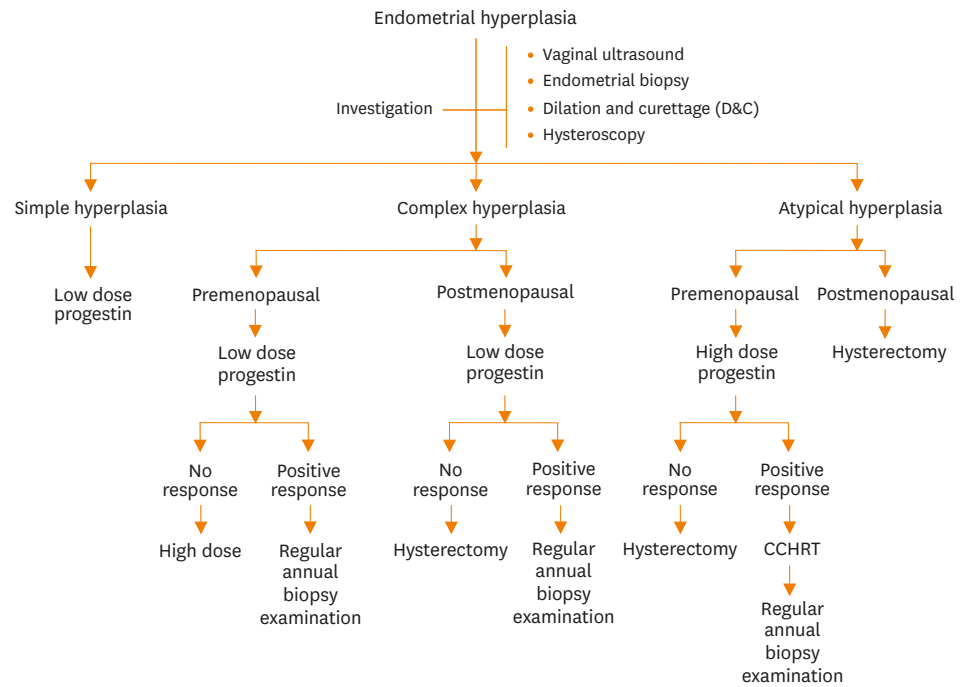 Endometrial hyperplasia
Investigation
• Vaginal ultrasound
• Endometrial biopsy
• Dilation and curettage (D&C)
• Hysteroscopy
Simple hyperplasia
Complex hyperplasia
Atypical hyperplasia
Low dose
progestin
Premenopausal
Postmenopausal
Premenopausal
Postmenopausal
Low dose
progestin
Low dose
progestin
High dose
progestin
Hysterectomy
No
response
Positive
response
No
response
Positive
response
No
response
Positive
response
High dose
Regular
annual
biopsy
examination
Hysterectomy
Regular
annual
biopsy
examination
Hysterectomy
CCHRT
Regular
annual
biopsy
examination